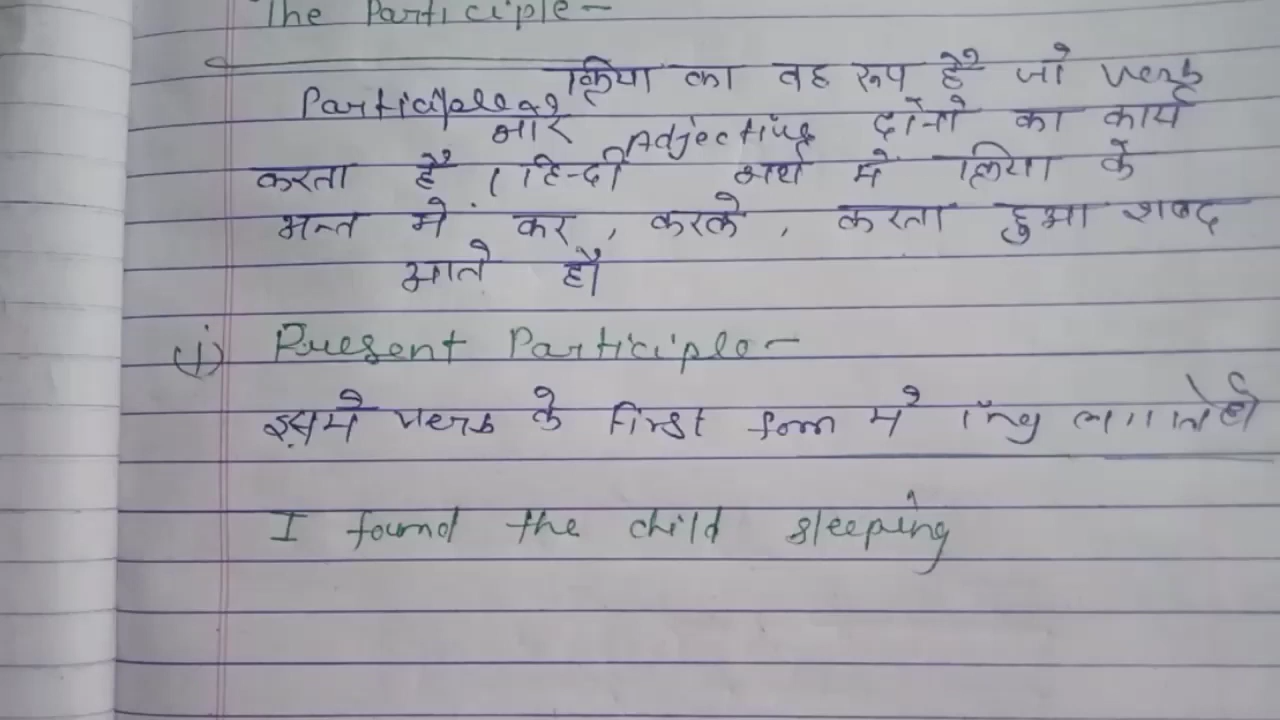 The Participle -
Participle क्रिया का वह रूप है जो verb
और Adjective दोनो का कार्य
करता है । हिन्दी अर्थ मे क्रिया के
अन्त मे कर , करके , करता हुआ शब्द
आते है
(i) Present Participle -
इसमे verb के First form मे ing लगाते है
I found the child sleeping